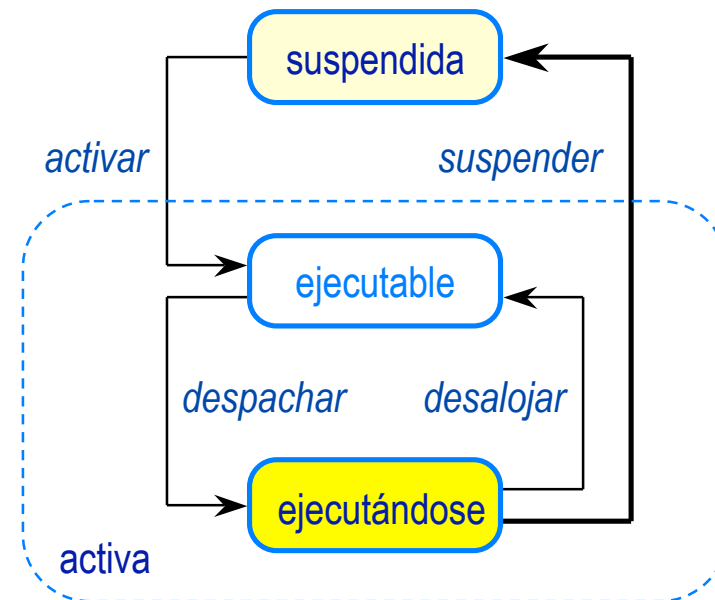 suspendida
activar
suspender
ejecutable
despachar
desalojar
ejecutándose
activa